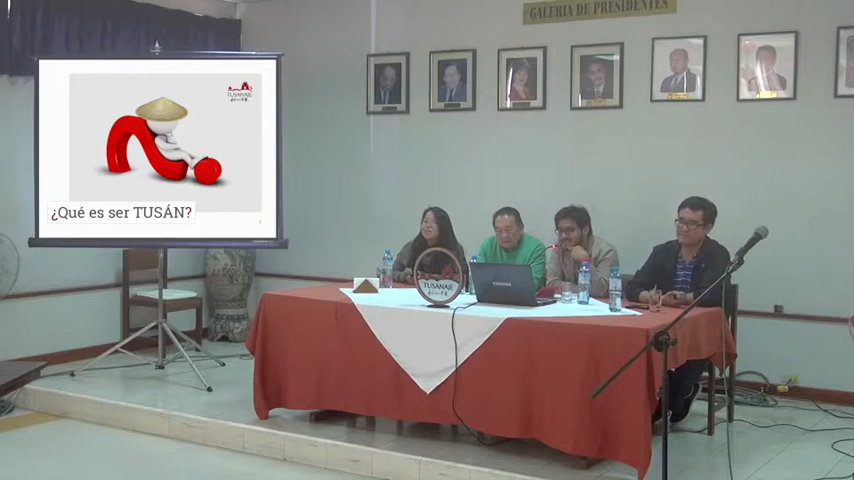 GALERIA DE PRESIDENTES
TUSANAJE
¿Qué es ser TUSÁN?
TUSANAJE
TOSHIBA